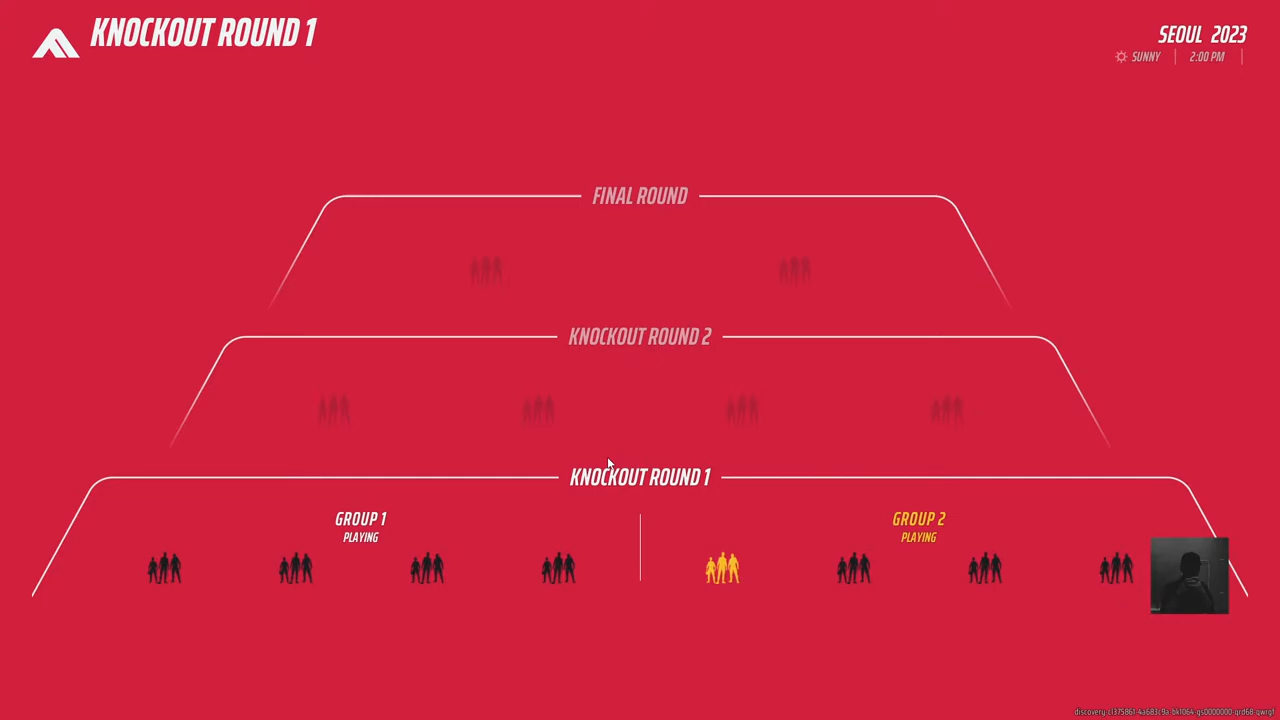 KNOCKOUT ROUND 1
SEOUL 2023
SUNNY
2:00 PM
FINAL ROUND
KNOCKOUT ROUND 2
KNOCKOUT ROUND 1
GROUP 1
PLAYING
GROUP 2
PLAYING